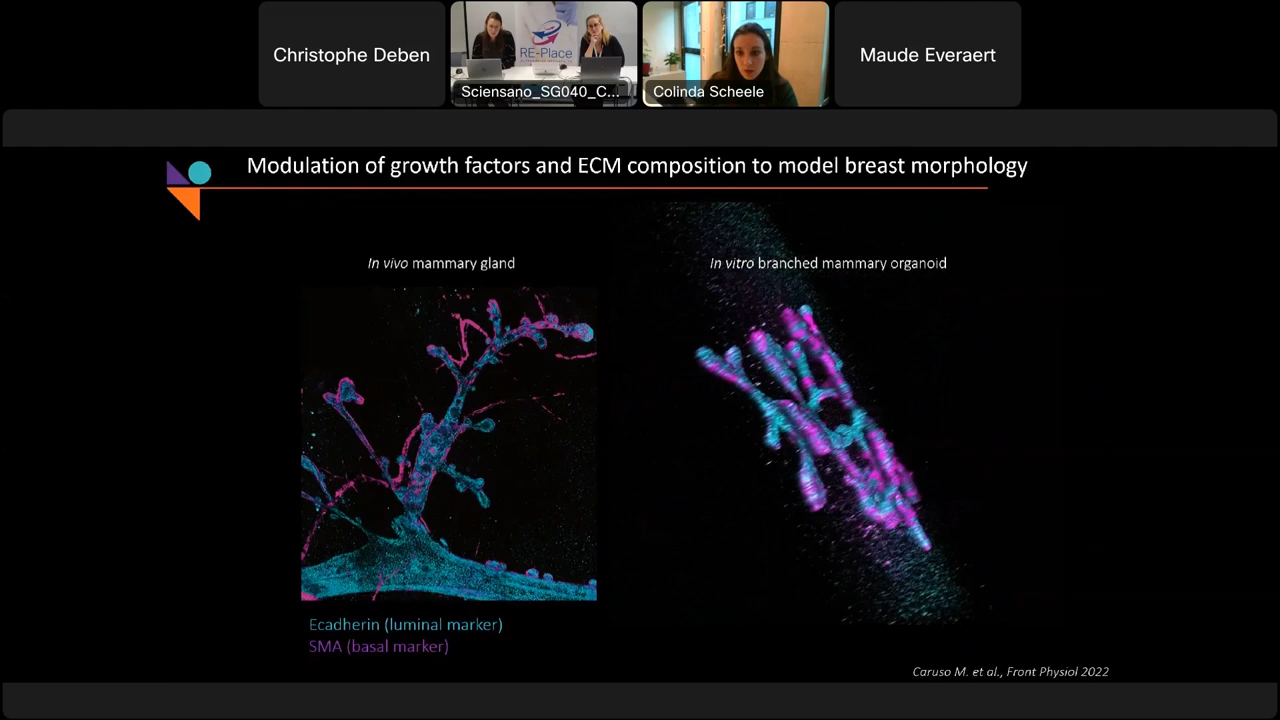 Christophe Deben
RE-Place
Sciensano_SG040_C...
Colinda Scheele
Maude Everaert
Modulation of growth factors and ECM composition to model breast morphology
In vivo mammary gland
In vitro branched mammary organoid
Ecadherin (luminal marker)
SMA (basal marker)
Caruso M. et al., Front Physiol 2022